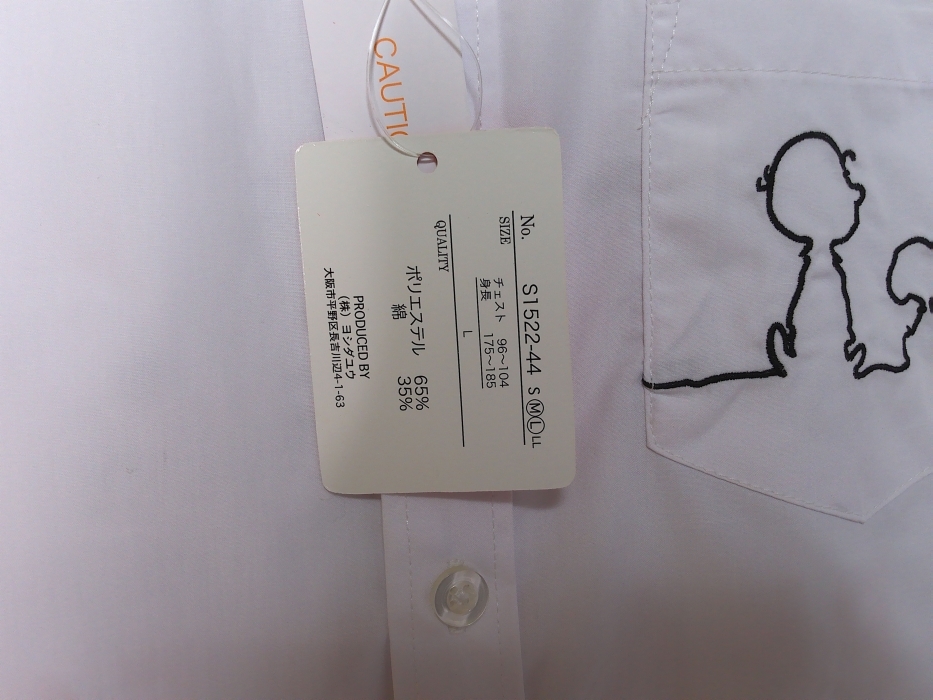 CAUTIO
No. S1522-44 S M L LL
SIZE
チェスト 96〜104
身長 175〜185
L
QUALITY
ポリエステル 65%
綿 35%
PRODUCED BY
(株) ヨシダユウ
大阪市平野区長吉川辺4-1-63